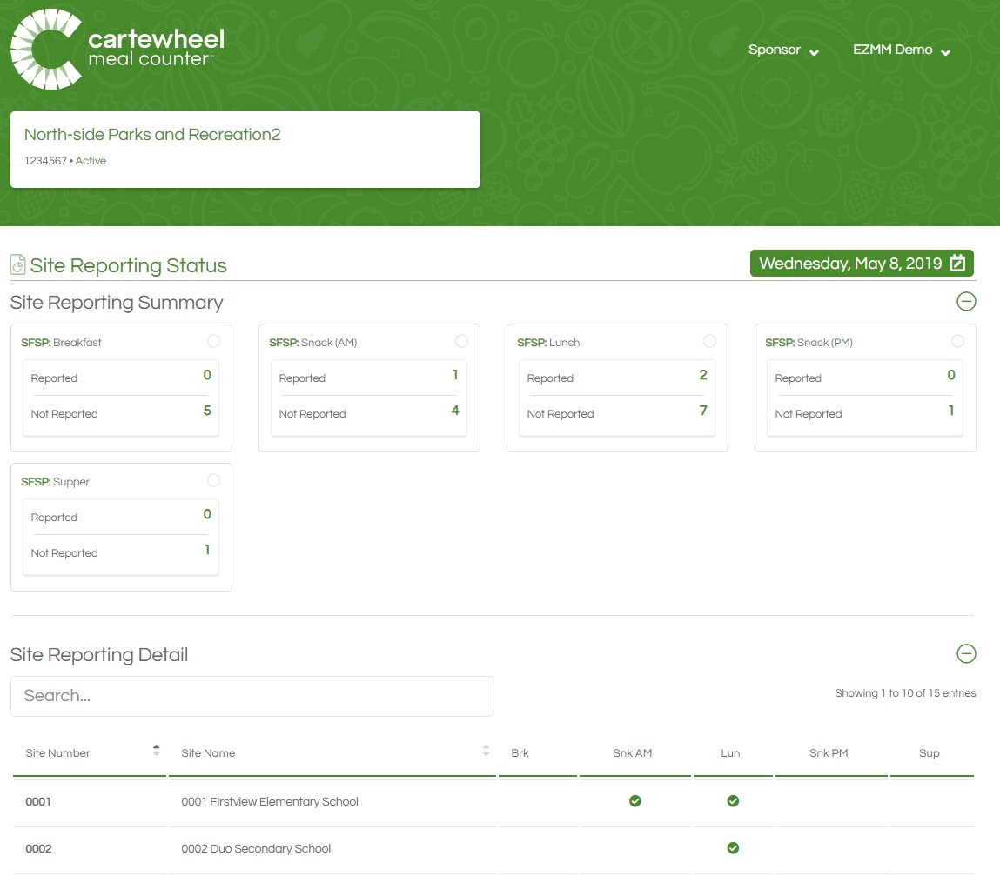 cartewheel
meal counter™
Sponsor
EZMM Demo
North-side Parks and Recreation2
1234567 • Active
Site Reporting Status
Wednesday, May 8, 2019
Site Reporting Summary
SFSP: Breakfast
Reported 0
Not Reported 5
SFSP: Snack (AM)
Reported 1
Not Reported 4
SFSP: Lunch
Reported 2
Not Reported 7
SFSP: Snack (PM)
Reported 0
Not Reported 1
SFSP: Supper
Reported 0
Not Reported 1
Site Reporting Detail
Search...
Showing 1 to 10 of 15 entries
Site Number Site Name Brk Snk AM Lun Snk PM Sup
0001 0001 Firstview Elementary School
0002 0002 Duo Secondary School